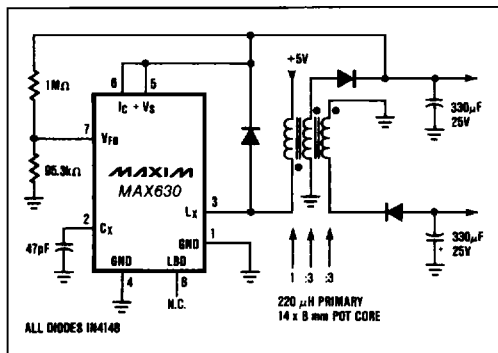 +5V
1MΩ
6
5
IC + VS
330µF
25V
7
VFB
MAXIM
MAX630
95.3kΩ
LX
3
2
CX
GND
1
47pF
GND
LBD
4
8
N.C.
1 :3 :3
330µF
25V
+
220 µH PRIMARY
14 x 8 mm POT CORE
ALL DIODES IN4148